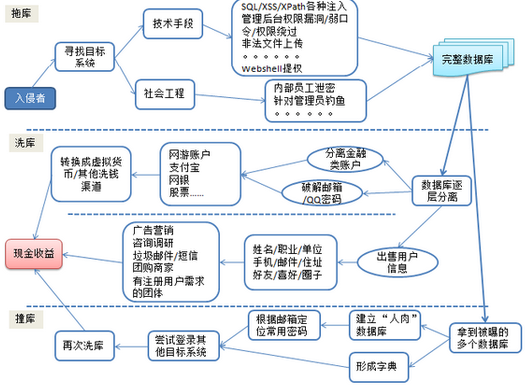 拖库
技术手段
SQL/XSS/XPath各种注入
管理后台权限漏洞/弱口
令/权限绕过
非法文件上传
。。。。。。
Webshell提权
寻找目标
系统
完整数据库
入侵者
社会工程
内部员工泄密
针对管理员钓鱼
。。。。。。
洗库
转换成虚拟货
币/其他洗钱
渠道
网游账户
支付宝
网银
股票......
分离金融
类账户
破解邮箱
/QQ密码
数据库逐
层分离
现金收益
广告营销
咨询调研
垃圾邮件/短信
团购商家
有注册用户需求
的团体
姓名/职业/单位
手机/邮件/住址
好友/喜好/圈子
出售用户
信息
撞库
再次洗库
尝试登录其
他目标系统
根据邮箱定
位常用密码
建立“人肉”
数据库
形成字典
拿到被曝的
多个数据库